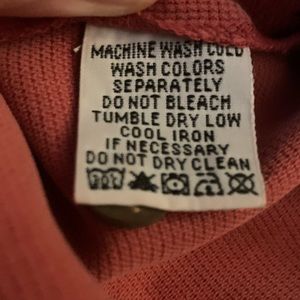 MACHINE WASH COLD
WASH COLORS
SEPARATELY
DO NOT BLEACH
TUMBLE DRY LOW
COOL IRON
IF NECESSARY
DO NOT DRY CLEAN